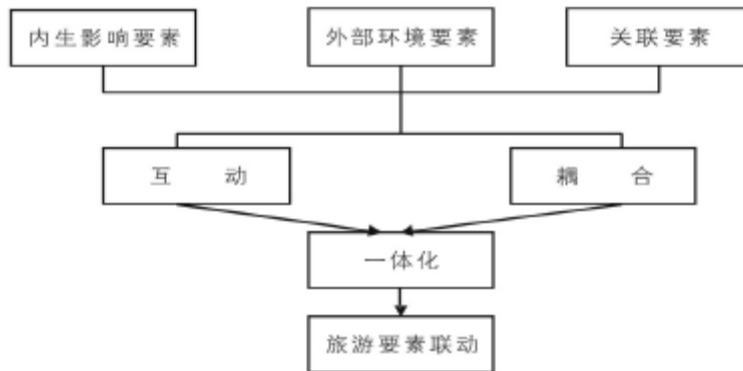 内生影响要素
外部环境要素
关联要素
互 动
耦 合
一体化
旅游要素联动